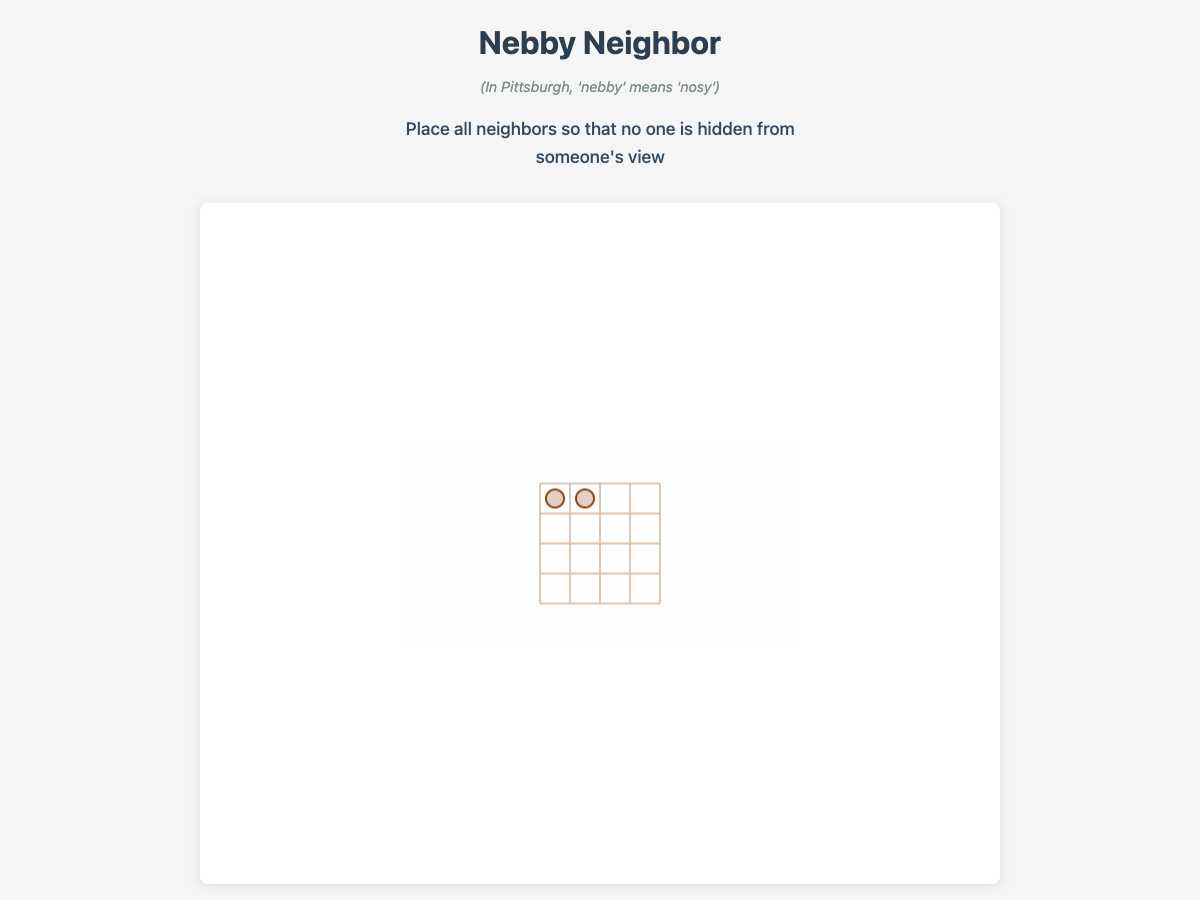 Nebby Neighbor
(In Pittsburgh, 'nebby' means 'nosy')
Place all neighbors so that no one is hidden from
someone's view